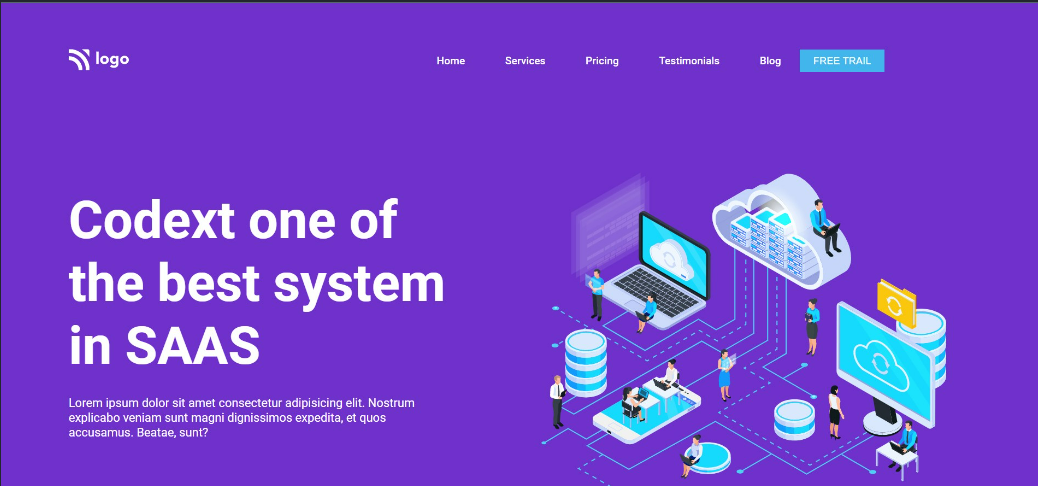 logo
Home Services Pricing Testimonials Blog FREE TRAIL
Codext one of
the best system
in SAAS
Lorem ipsum dolor sit amet consectetur adipisicing elit. Nostrum
explicabo veniam sunt magni dignissimos expedita, et quos
accusamus. Beatae, sunt?